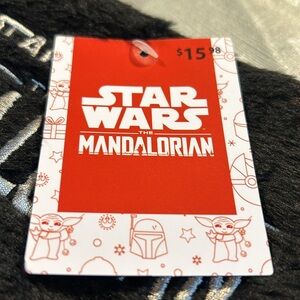 $15.98
STAR
WARS
THE
MANDALORIAN